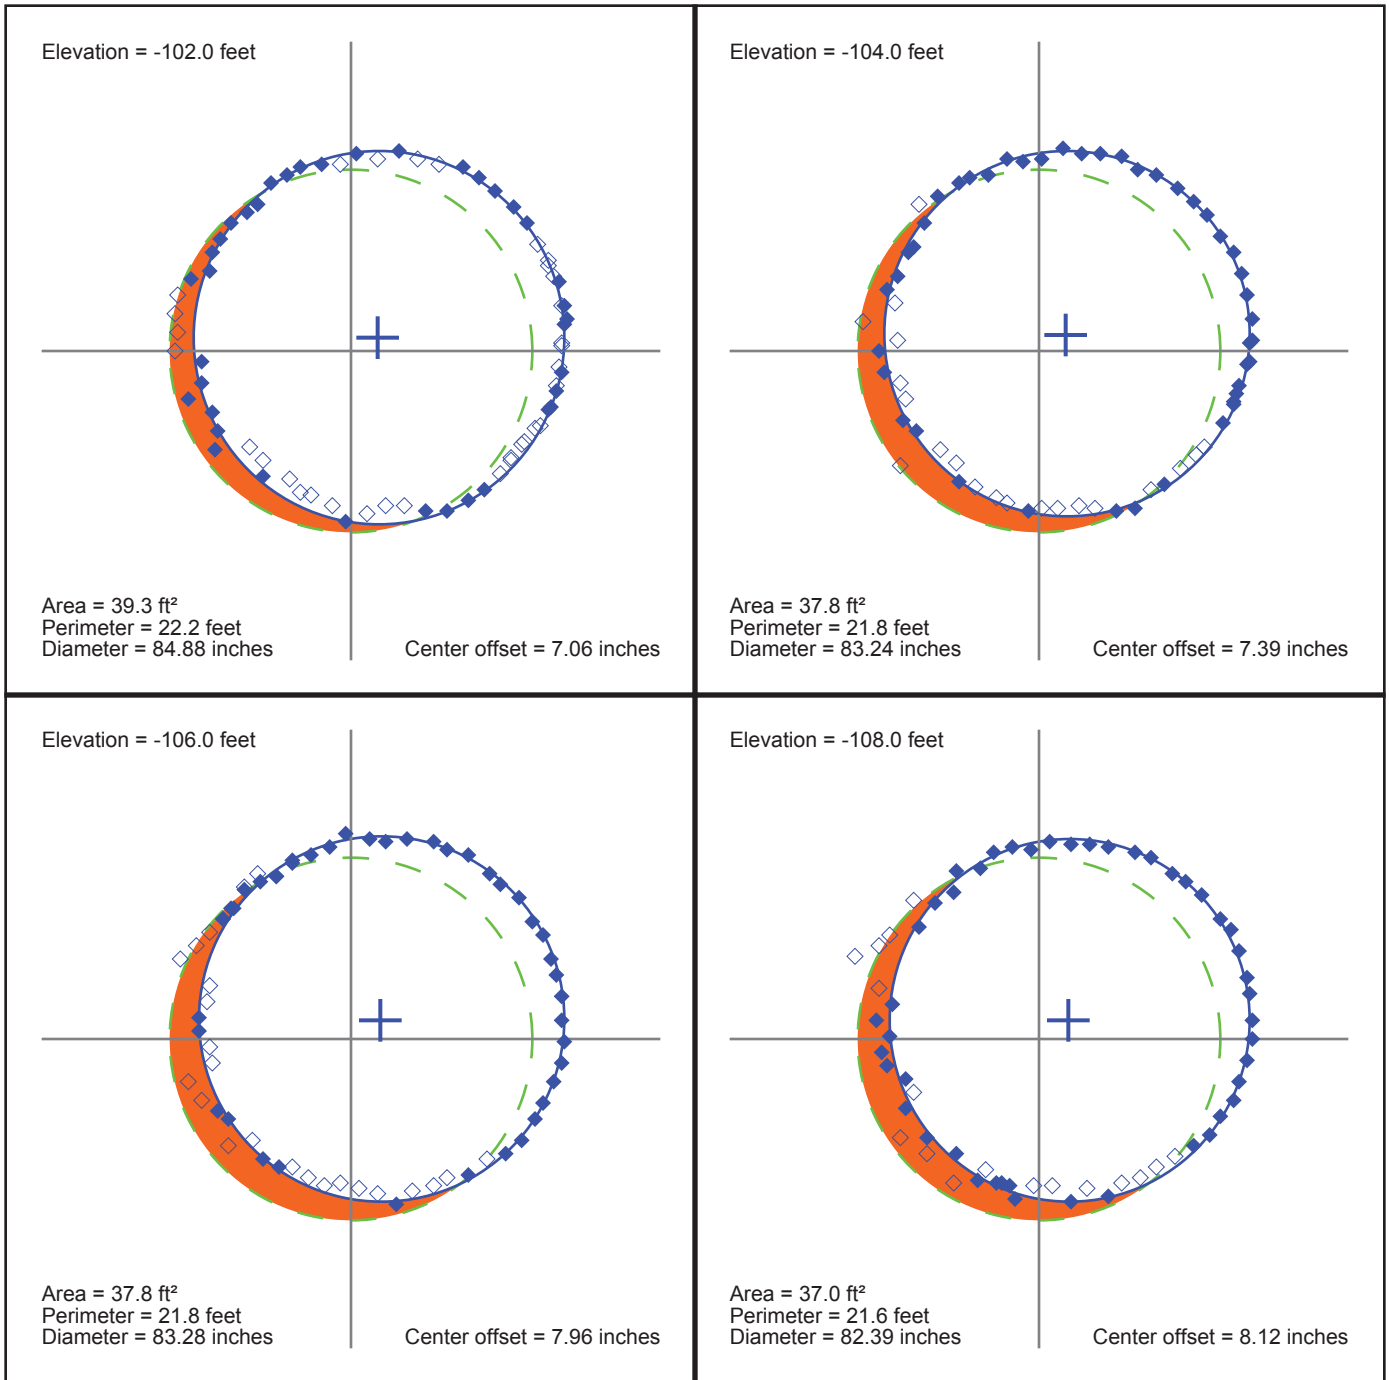 Elevation = -102.0 feet
Area = 39.3 ft²
Perimeter = 22.2 feet
Diameter = 84.88 inches
Center offset = 7.06 inches
Elevation = -104.0 feet
Area = 37.8 ft²
Perimeter = 21.8 feet
Diameter = 83.24 inches
Center offset = 7.39 inches
Elevation = -106.0 feet
Area = 37.8 ft²
Perimeter = 21.8 feet
Diameter = 83.28 inches
Center offset = 7.96 inches
Elevation = -108.0 feet
Area = 37.0 ft²
Perimeter = 21.6 feet
Diameter = 82.39 inches
Center offset = 8.12 inches